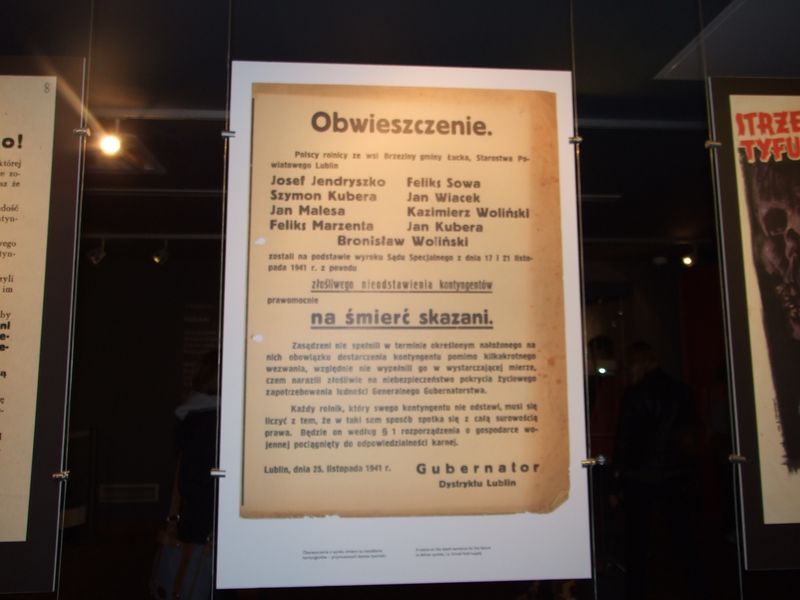 8
o!
Obwieszczenie.
Polscy rolnicy ze wsi Brzeziny gminy Łucka, Starostwa Po-
wiatowego Lublin
Josef Jendryszko Feliks Sowa
Szymon Kubera Jan Wiacek
Jan Malesa Kazimierz Woliński
Feliks Marzenta Jan Kubera
Bronisław Woliński
zostali na podstawie wyroku Sądu Specjalnego z dnia 17 i 21 listo-
pada 1941 r. z powodu
złośliwego nieodstawienia kontyngentów
prawomocnie
na śmierć skazani.
Zasądzeni nie spełnili w terminie określonym nałożonego na
nich obowiązku dostarczenia kontyngentu pomimo kilkakrotnego
wezwania, względnie nie wypełnili go w wystarczającej mierze,
czem narazili złośliwie na niebezpieczeństwo pokrycia życiowego
zapotrzebowania ludności Generalnego Gubernatorstwa.
Każdy rolnik, który swego kontyngentu nie odstawi, musi się
liczyć z tem, że w taki sam sposób spotka się z całą surowością
prawa. Będzie on według § 1 rozporządzenia o gospodarce wo-
jennej pociągnięty do odpowiedzialności karnej.
Lublin, dnia 25. listopada 1941 r. Gubernator
Dystryktu Lublin
STRZE
TYFU